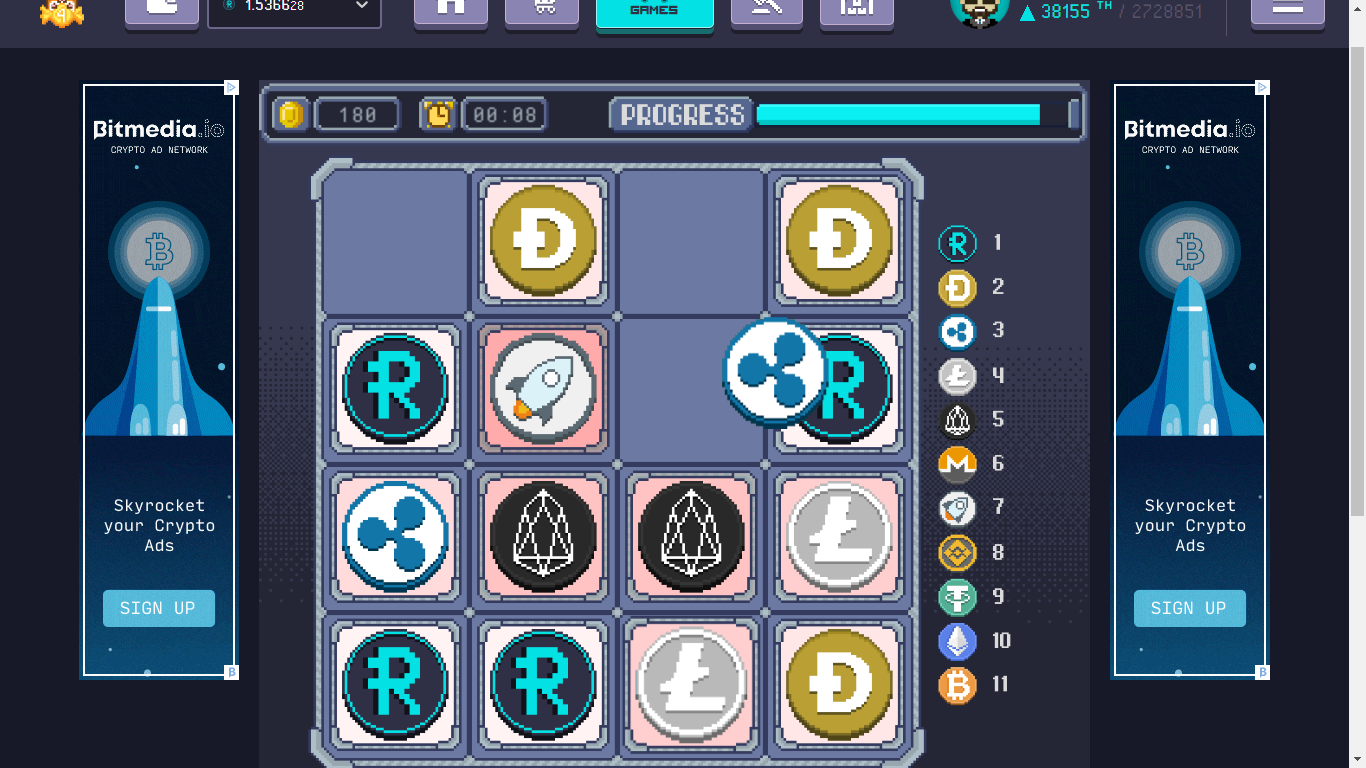 1.536628
GAMES
38155 TH / 2728851
Bitmedia.io
CRYPTO AD NETWORK
Skyrocket
your Crypto
Ads
SIGN UP
180
00:08
PROGRESS
1
2
3
4
5
6
7
8
9
10
11
Bitmedia.io
CRYPTO AD NETWORK
Skyrocket
your Crypto
Ads
SIGN UP